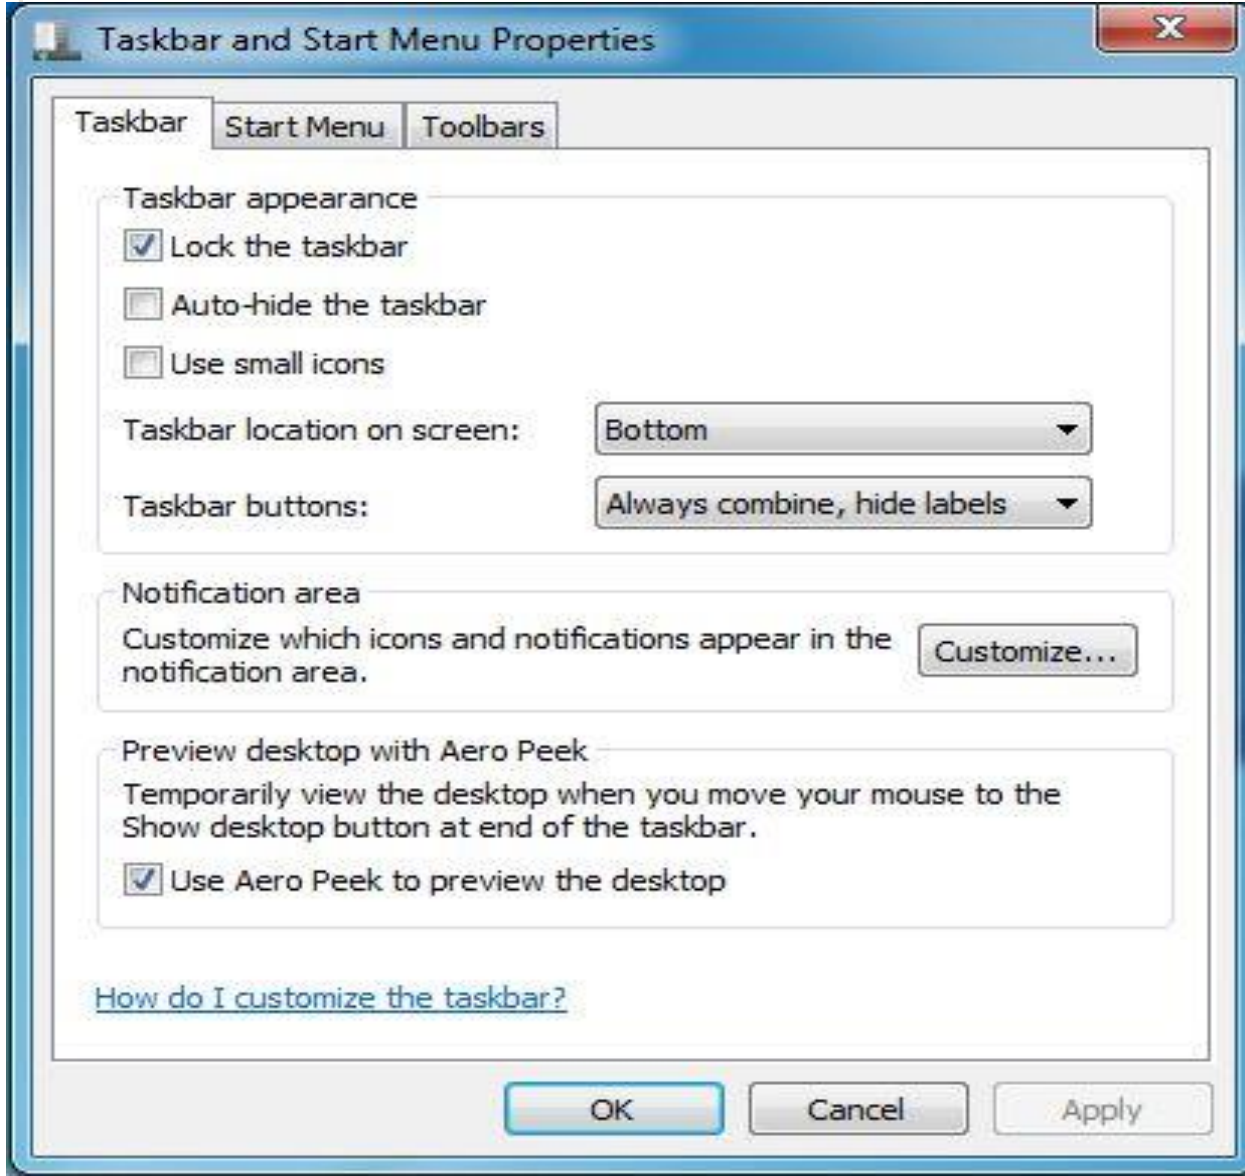 Taskbar and Start Menu Properties
Taskbar
Start Menu
Toolbars
Taskbar appearance
Lock the taskbar
Auto-hide the taskbar
Use small icons
Taskbar location on screen:
Bottom
Taskbar buttons:
Always combine, hide labels
Notification area
Customize which icons and notifications appear in the
notification area.
Customize...
Preview desktop with Aero Peek
Temporarily view the desktop when you move your mouse to the
Show desktop button at end of the taskbar.
Use Aero Peek to preview the desktop
How do I customize the taskbar?
OK
Cancel
Apply